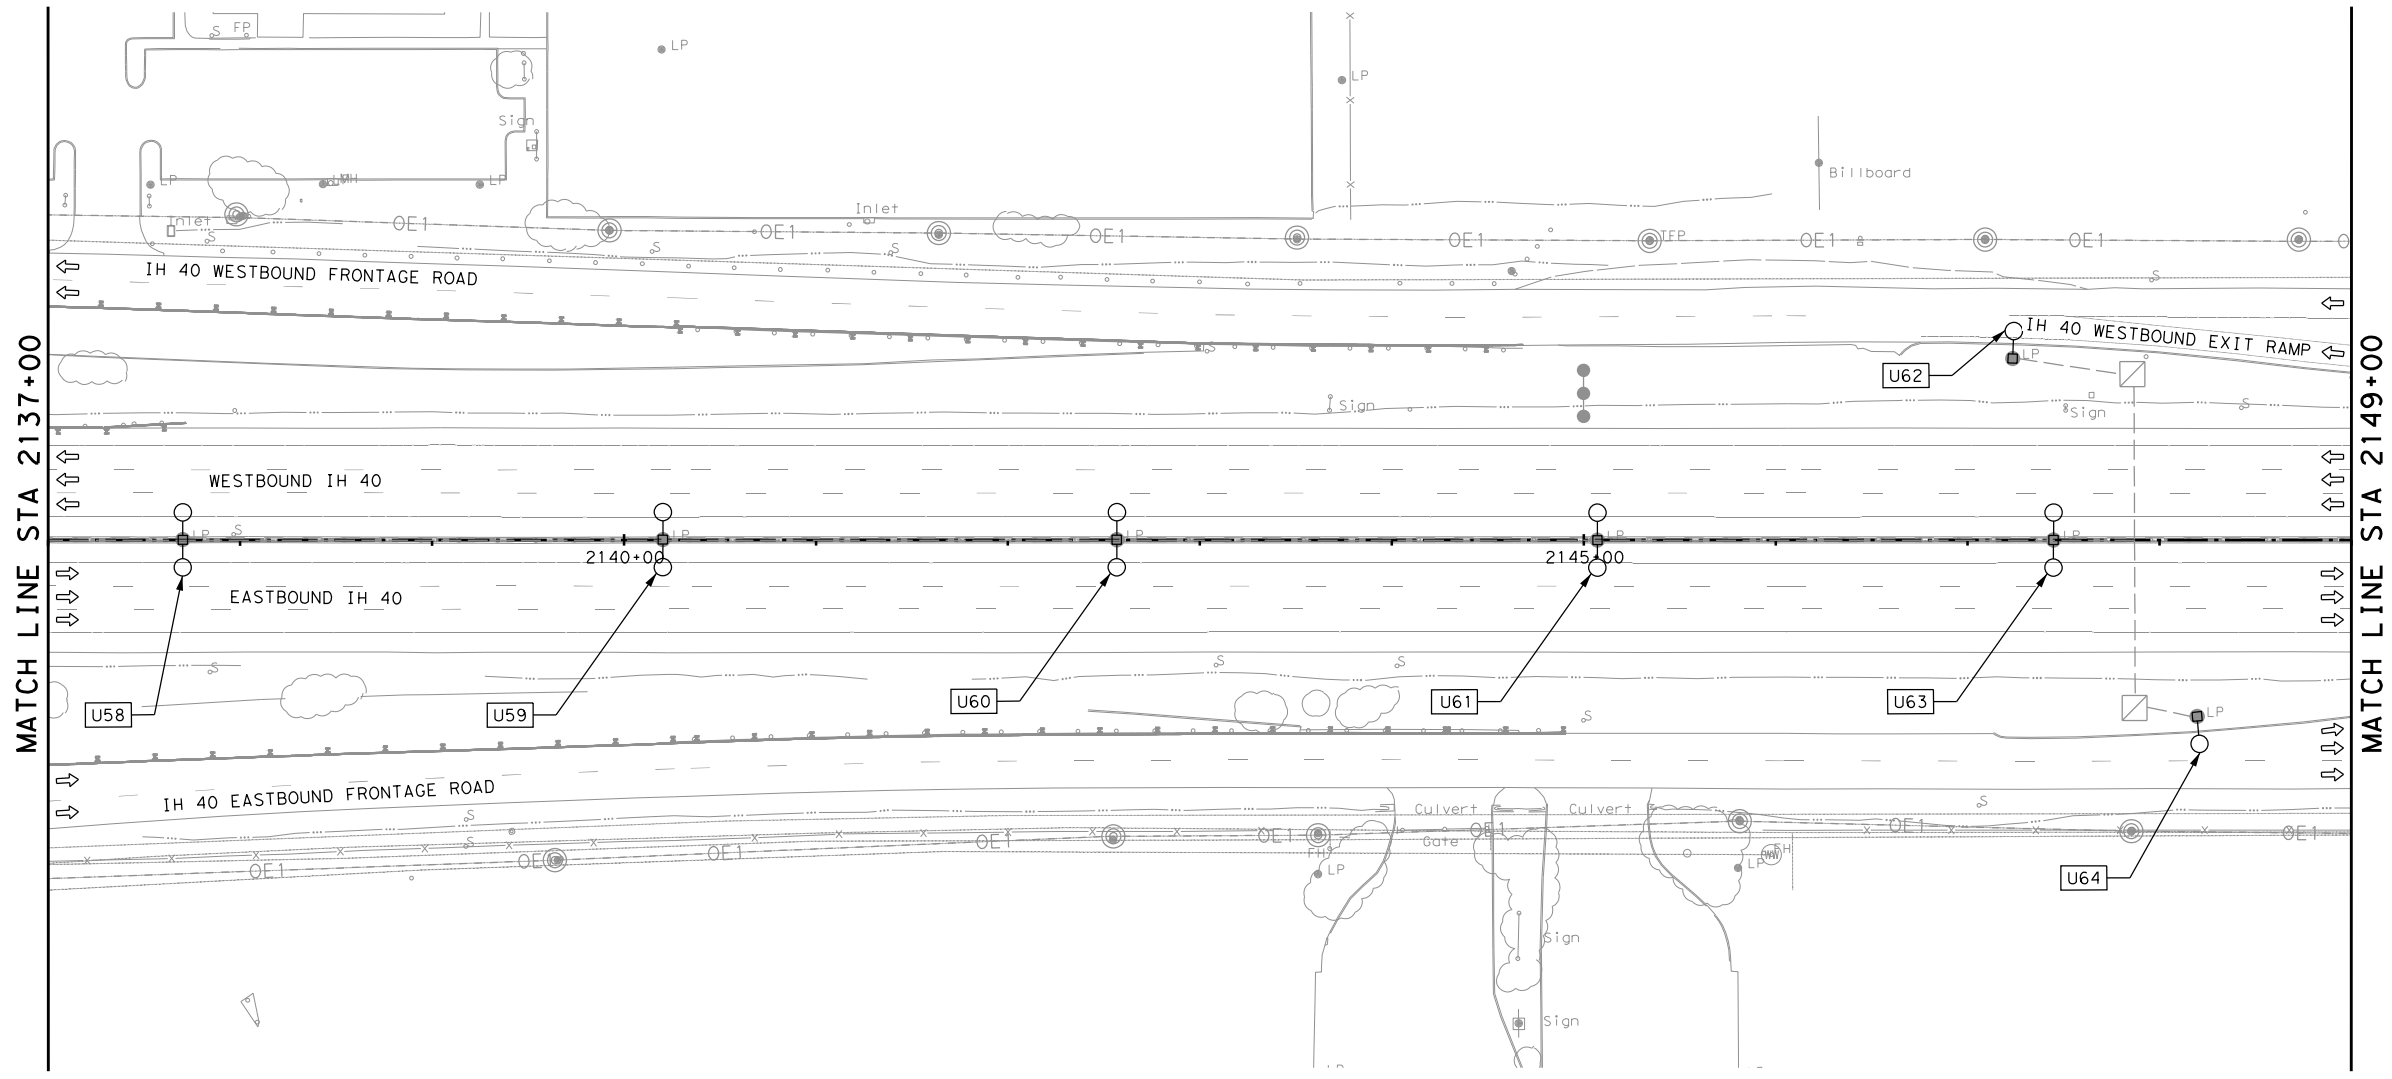 S FP
LP
LP
Sign
Billboard
LP
LP
Inlet
Inlet
S
OE1
OE1
OE1
OE1
TFP
OE1
OE1
S
S
S
IH 40 WESTBOUND FRONTAGE ROAD
IH 40 WESTBOUND EXIT RAMP
LP
U62
S
Sign
Sign
S
MATCH LINE STA 2137+00
MATCH LINE STA 2149+00
WESTBOUND IH 40
LP
S
LP
LP
LP
LP
2140+00
2145+00
EASTBOUND IH 40
S
S
S
U58
U59
U60
U61
U63
S
LP
IH 40 EASTBOUND FRONTAGE ROAD
S
S
Culvert
Culvert
S
OE1
OE1
OE1
OE1
OE1
OE1
OE1
OE1
Gate
FH
FH
LP
LP
U64
Sign
Sign